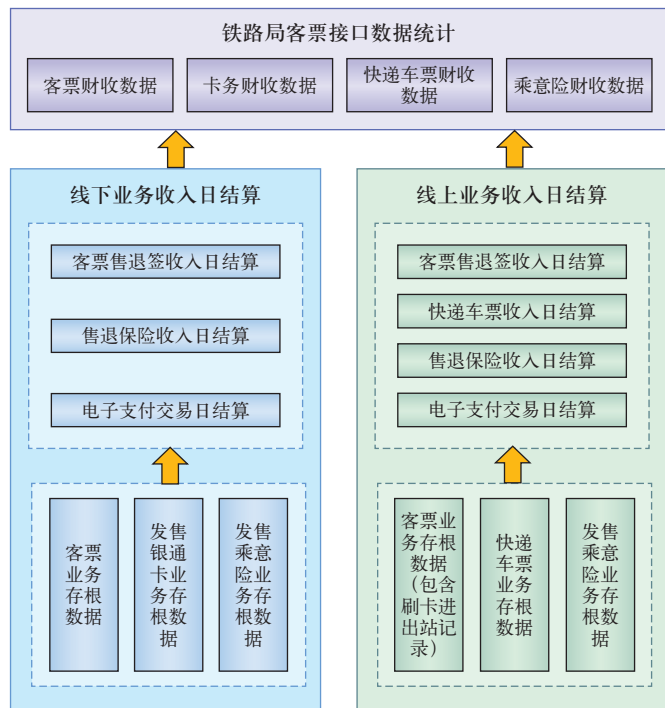 铁路局客票接口数据统计
客票财收数据
卡务财收数据
快递车票财收
数据
乘意险财收数据
线下业务收入日结算
客票售退签收入日结算
售退保险收入日结算
电子支付交易日结算
客票
业务
存根
数据
发售
银通
卡业
务存
根数
据
发售
乘意
险业
务存
根数
据
线上业务收入日结算
客票售退签收入日结算
快递车票收入日结算
售退保险收入日结算
电子支付交易日结算
客票业
务存根
数据
（包含
刷卡进
出站记
录）
快递
车票
业务
存根
数据
发售
乘意
险业
务存
根数
据